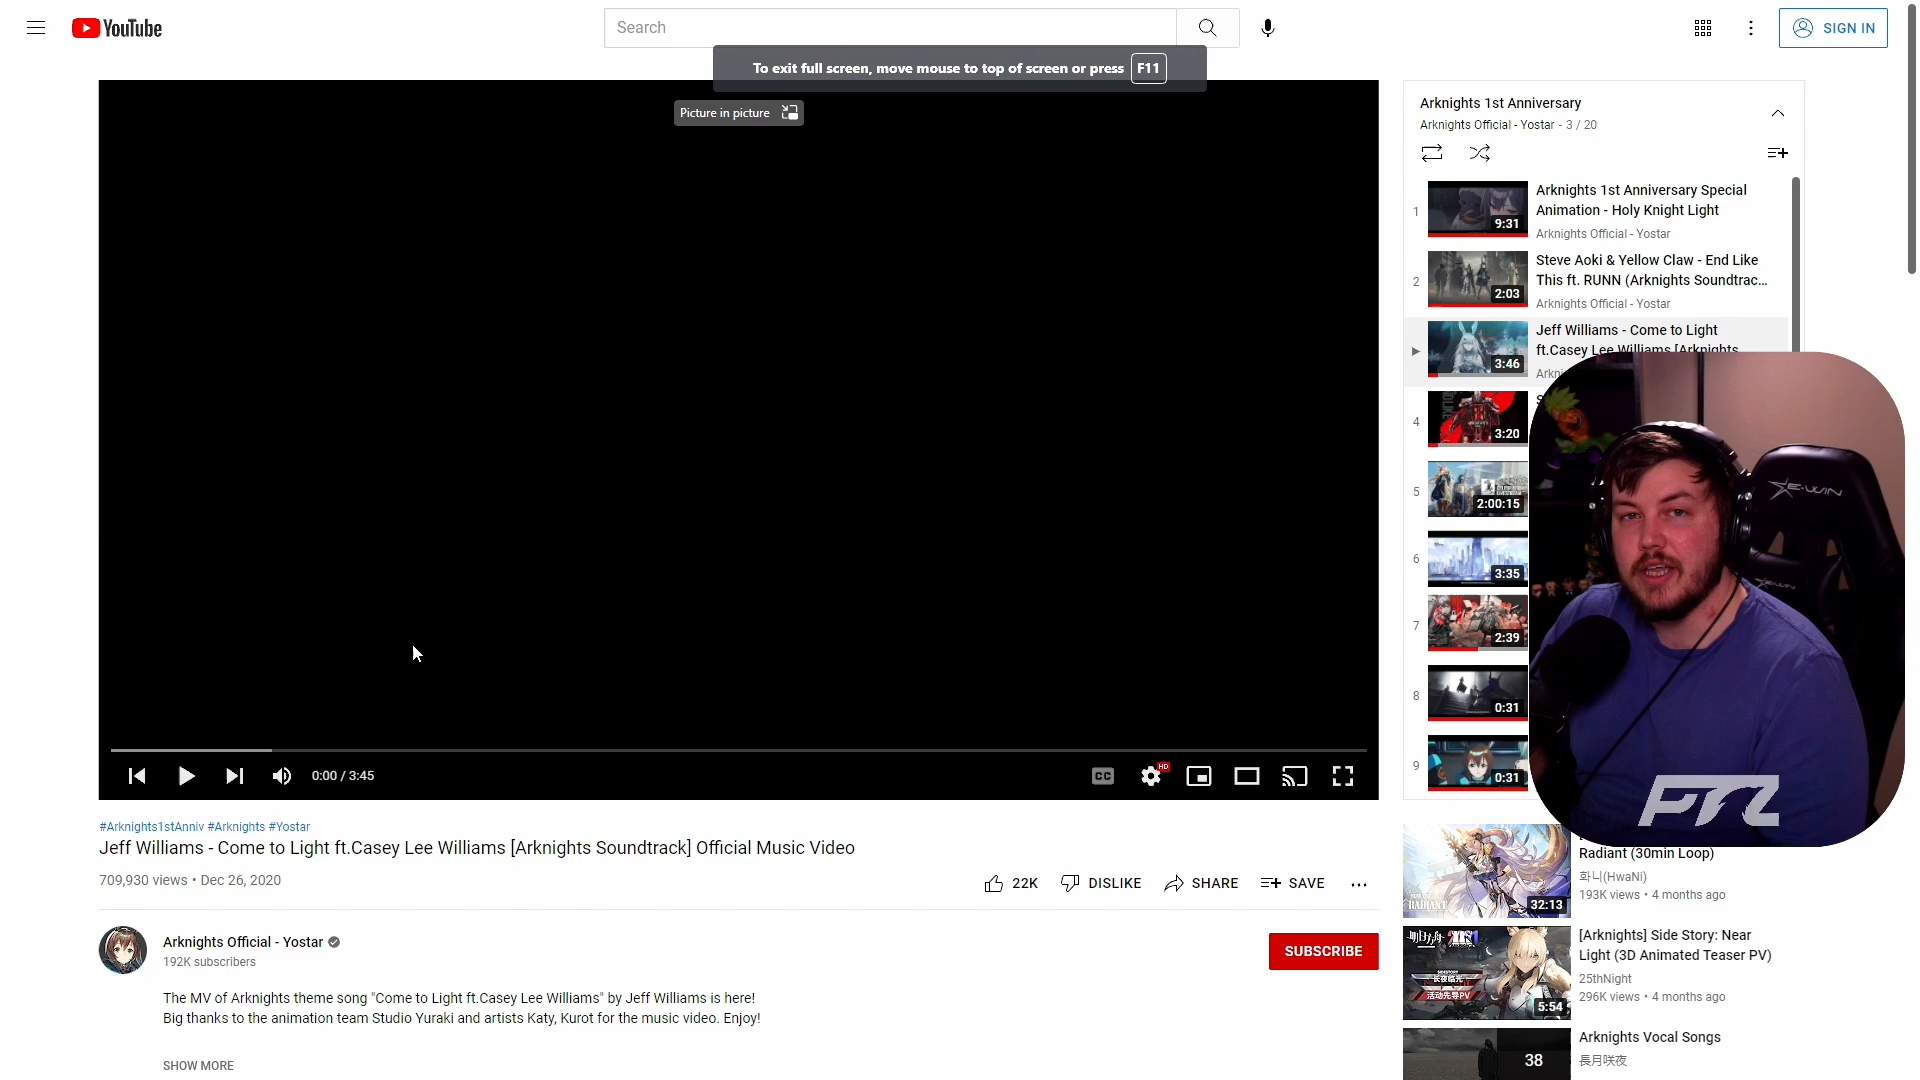 YouTube
Search
SIGN IN
To exit full screen, move mouse to top of screen or press F11
Picture in picture
0:00 / 3:45
CC
HD
#Arknights1stAnniv #Arknights #Yostar
Jeff Williams - Come to Light ft.Casey Lee Williams [Arknights Soundtrack] Official Music Video
709,930 views • Dec 26, 2020
22K
DISLIKE
SHARE
SAVE
Arknights Official - Yostar
192K subscribers
SUBSCRIBE
The MV of Arknights theme song "Come to Light ft.Casey Lee Williams" by Jeff Williams is here!
Big thanks to the animation team Studio Yuraki and artists Katy, Kurot for the music video. Enjoy!
SHOW MORE
Arknights 1st Anniversary
Arknights Official - Yostar - 3 / 20
1
9:31
Arknights 1st Anniversary Special
Animation - Holy Knight Light
Arknights Official - Yostar
2
2:03
Steve Aoki & Yellow Claw - End Like
This ft. RUNN (Arknights Soundtrac...
Arknights Official - Yostar
3:46
Jeff Williams - Come to Light
ft.Casey Lee Williams [Arknights
4
3:20
5
2:00:15
6
3:35
7
2:39
8
0:31
9
0:31
E-WIN
RADIANT
32:13
Radiant (30min Loop)
화니(HwaNi)
193K views • 4 months ago
5:54
[Arknights] Side Story: Near
Light (3D Animated Teaser PV)
25thNight
296K views • 4 months ago
38
Arknights Vocal Songs
長月咲夜